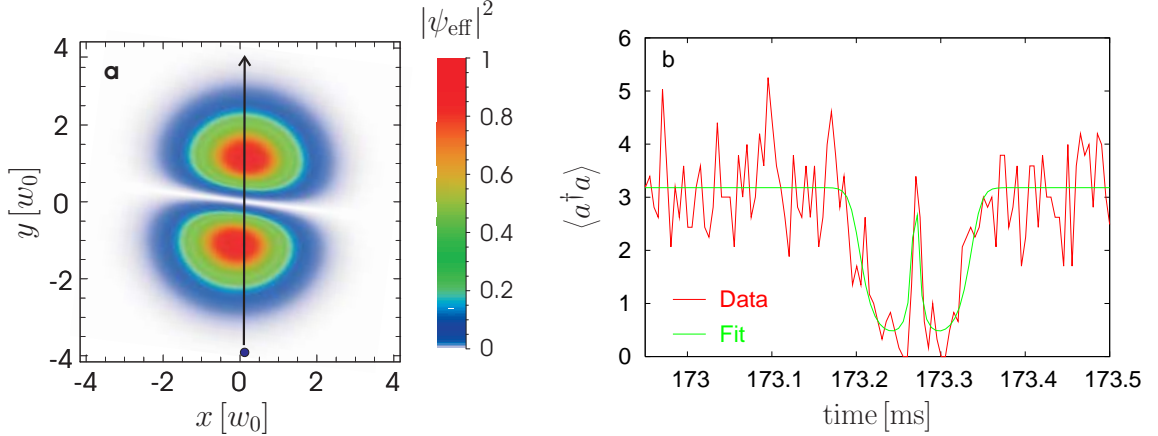 |ψeff|²
a
4
2
0
-2
-4
y [w0]
-4 -2 0 2 4
x [w0]
1
0.8
0.6
0.4
0.2
0
b
6
5
4
3
2
1
0
⟨a†a⟩
Data
Fit
173 173.1 173.2 173.3 173.4 173.5
time [ms]